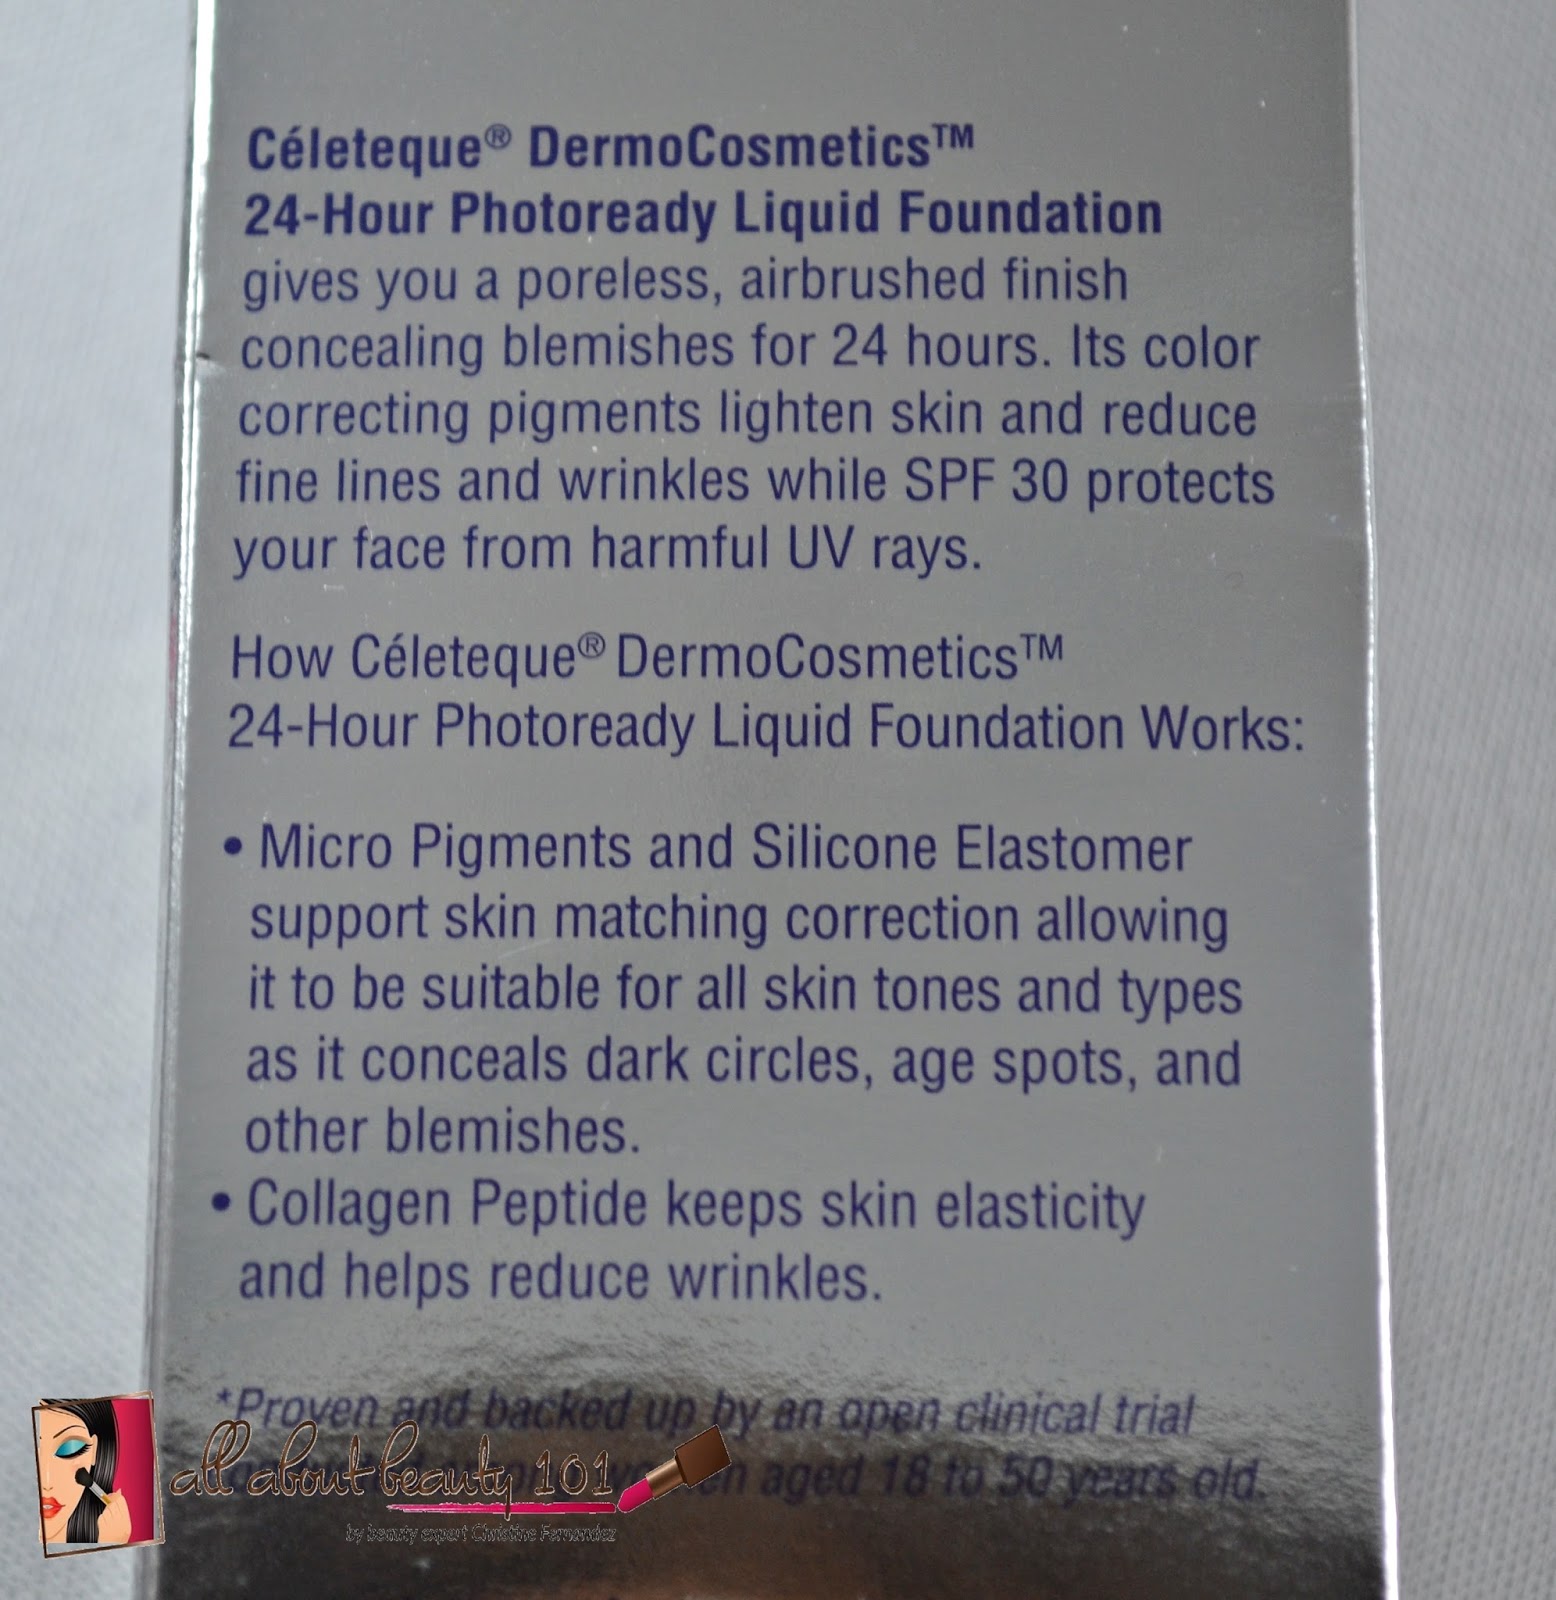 Céleteque® DermoCosmetics™
24-Hour Photoready Liquid Foundation
gives you a poreless, airbrushed finish
concealing blemishes for 24 hours. Its color
correcting pigments lighten skin and reduce
fine lines and wrinkles while SPF 30 protects
your face from harmful UV rays.
How Céleteque® DermoCosmetics™
24-Hour Photoready Liquid Foundation Works:
• Micro Pigments and Silicone Elastomer
support skin matching correction allowing
it to be suitable for all skin tones and types
as it conceals dark circles, age spots, and
other blemishes.
• Collagen Peptide keeps skin elasticity
and helps reduce wrinkles.
*Proven and backed up by an open clinical trial
aged 18 to 50 years old.
all about beauty 101
by beauty expert Christine Fernandez